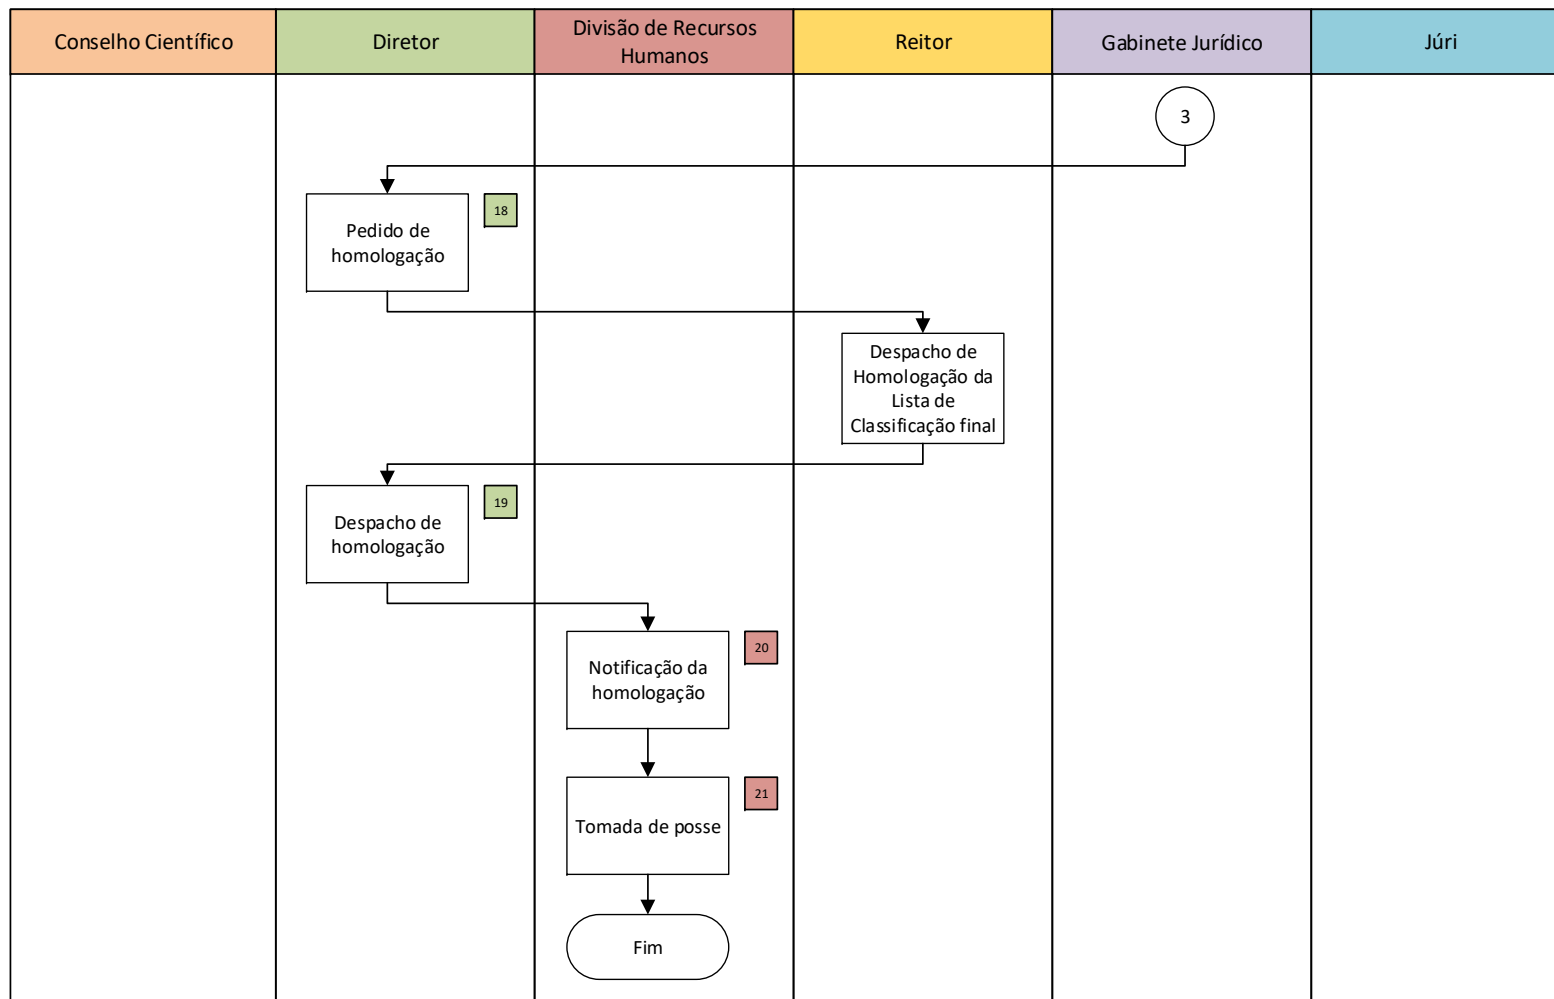 Conselho Científico
Diretor
Divisão de Recursos
Humanos
Reitor
Gabinete Jurídico
Júri
3
Pedido de
homologação
18
Despacho de
Homologação da
Lista de
Classificação final
Despacho de
homologação
19
Notificação da
homologação
20
Tomada de posse
21
Fim